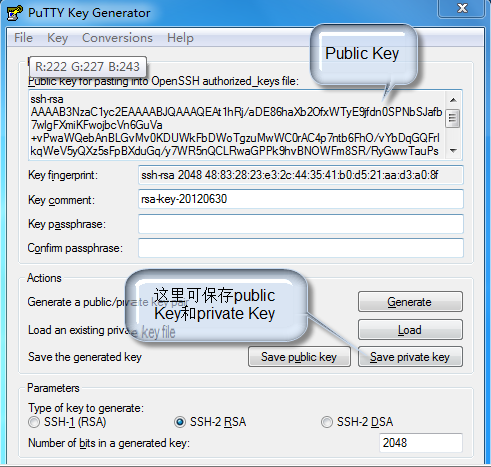 PuTTY Key Generator
File Key Conversions Help
R:222 G:227 B:243
Public Key
Public key for pasting into OpenSSH authorized_keys file:
ssh-rsa
AAAAB3NzaC1yc2EAAAABJQAAAQEAt1hRj/aDE86haXb2OfxWTyE9jfdn0SPNbSJafb
7wIgFXmiKFwojbcVn6GuVa
+vPwaWQebAnBLGvMv0KDUWkFbDWoTgzuMwWC0rAC4p7ntb6FhO/vYbDqGQFrI
kqWeV5yQXz5sFpBXduGq/y7WR5nQCLRwaGPPk9hvBNOWFm8SR/RyGwwTauPs
Key fingerprint: ssh-rsa 2048 48:83:28:23:e3:2c:44:35:41:b0:d5:21:aa:d3:a0:8f
Key comment: rsa-key-20120630
Key passphrase:
Confirm passphrase:
Actions
这里可保存public
Key和private Key
Generate a public/private key pair
Generate
Load an existing private key file
Load
Save the generated key
Save public key
Save private key
Parameters
Type of key to generate:
SSH-1 (RSA) SSH-2 RSA SSH-2 DSA
Number of bits in a generated key: 2048